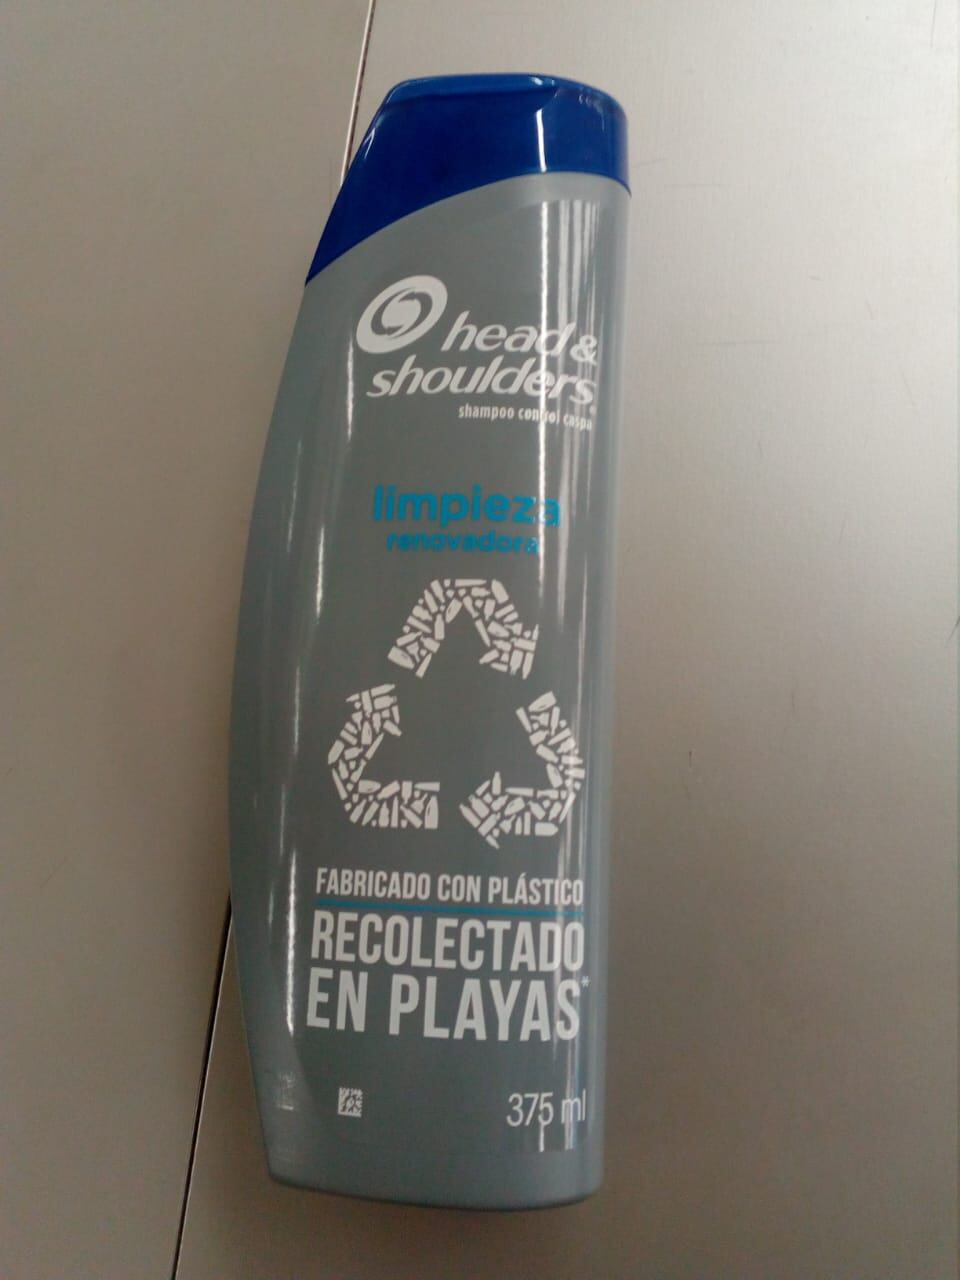 head &
shoulders®
shampoo control caspa
limpieza
renovadora
FABRICADO CON PLÁSTICO
RECOLECTADO
EN PLAYAS*
375 ml